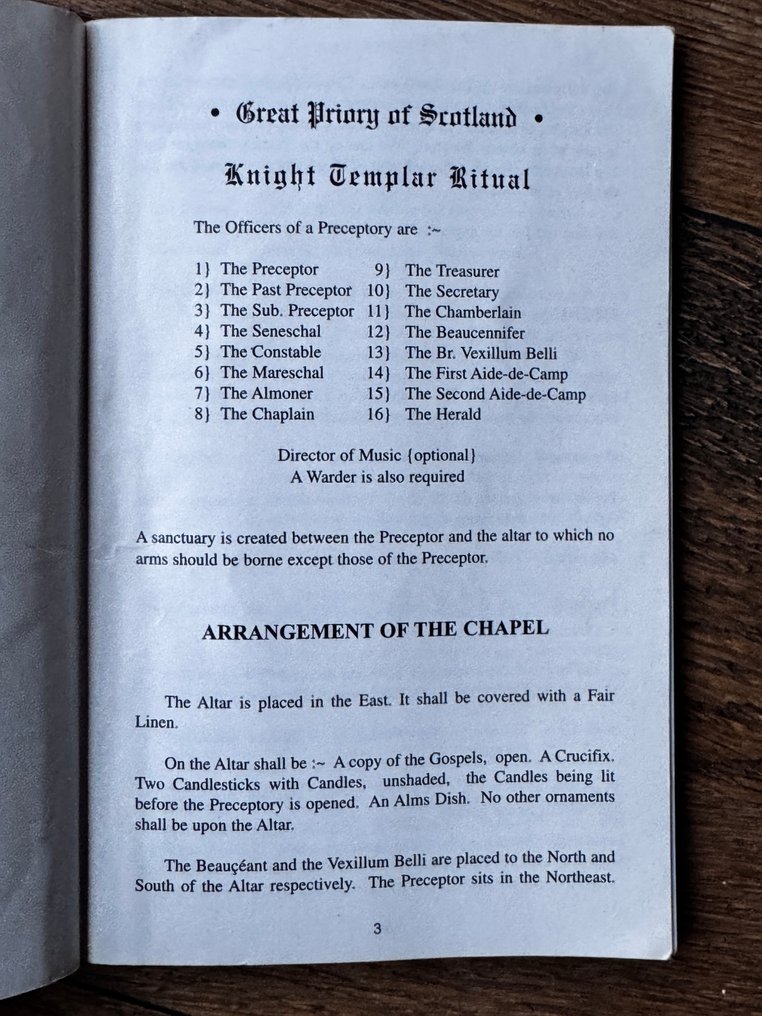 • Great Priory of Scotland •
Knight Templar Ritual
The Officers of a Preceptory are :~
1} The Preceptor 9} The Treasurer
2} The Past Preceptor 10} The Secretary
3} The Sub. Preceptor 11} The Chamberlain
4} The Seneschal 12} The Beaucennifer
5} The Constable 13} The Br. Vexillum Belli
6} The Mareschal 14} The First Aide-de-Camp
7} The Almoner 15} The Second Aide-de-Camp
8} The Chaplain 16} The Herald
Director of Music {optional}
A Warder is also required
A sanctuary is created between the Preceptor and the altar to which no
arms should be borne except those of the Preceptor.
ARRANGEMENT OF THE CHAPEL
The Altar is placed in the East. It shall be covered with a Fair
Linen.
On the Altar shall be :~ A copy of the Gospels, open. A Crucifix.
Two Candlesticks with Candles, unshaded, the Candles being lit
before the Preceptory is opened. An Alms Dish. No other ornaments
shall be upon the Altar.
The Beauçéant and the Vexillum Belli are placed to the North and
South of the Altar respectively. The Preceptor sits in the Northeast.
3